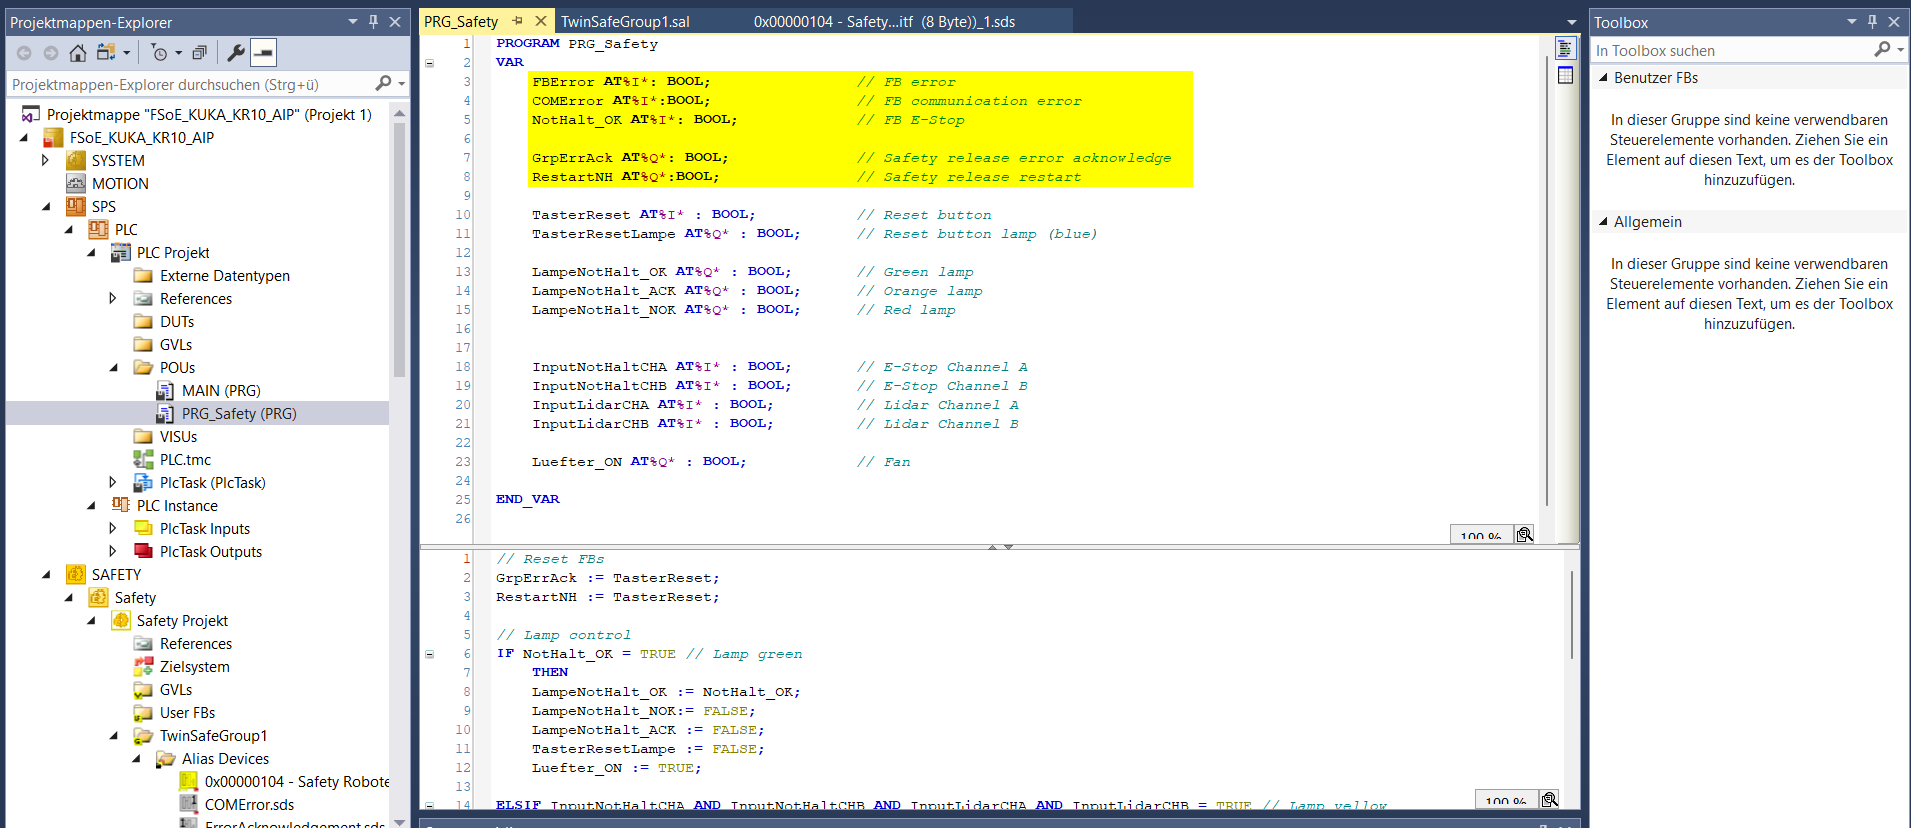 Projektmappen-Explorer
Projektmappen-Explorer durchsuchen (Strg+ü)
Projektmappe "FSoE_KUKA_KR10_AIP" (Projekt 1)
FSoE_KUKA_KR10_AIP
SYSTEM
MOTION
SPS
PLC
PLC Projekt
Externe Datentypen
References
DUTs
GVLs
POUs
MAIN (PRG)
PRG_Safety (PRG)
VISUs
PLC.tmc
PlcTask (PlcTask)
PLC Instance
PlcTask Inputs
PlcTask Outputs
SAFETY
Safety
Safety Projekt
References
Zielsystem
GVLs
User FBs
TwinSafeGroup1
Alias Devices
0x00000104 - Safety Robote
COMError.sds
ErrorAcknowledgement.sds
PRG_Safety
TwinSafeGroup1.sal
0x00000104 - Safety...itf (8 Byte))_1.sds
1 PROGRAM PRG_Safety
2 VAR
3 FBError AT%I*: BOOL; // FB error
4 COMError AT%I*:BOOL; // FB communication error
5 NotHalt_OK AT%I*: BOOL; // FB E-Stop
6
7 GrpErrAck AT%Q*: BOOL; // Safety release error acknowledge
8 RestartNH AT%Q*:BOOL; // Safety release restart
9
10 TasterReset AT%I* : BOOL; // Reset button
11 TasterResetLampe AT%Q* : BOOL; // Reset button lamp (blue)
12
13 LampeNotHalt_OK AT%Q* : BOOL; // Green lamp
14 LampeNotHalt_ACK AT%Q* : BOOL; // Orange lamp
15 LampeNotHalt_NOK AT%Q* : BOOL; // Red lamp
16
17
18 InputNotHaltCHA AT%I* : BOOL; // E-Stop Channel A
19 InputNotHaltCHB AT%I* : BOOL; // E-Stop Channel B
20 InputLidarCHA AT%I* : BOOL; // Lidar Channel A
21 InputLidarCHB AT%I* : BOOL; // Lidar Channel B
22
23 Luefter_ON AT%Q* : BOOL; // Fan
24
25 END_VAR
26
100 %
1 // Reset FBs
2 GrpErrAck := TasterReset;
3 RestartNH := TasterReset;
4
5 // Lamp control
6 IF NotHalt_OK = TRUE // Lamp green
7 THEN
8 LampeNotHalt_OK := NotHalt_OK;
9 LampeNotHalt_NOK:= FALSE;
10 LampeNotHalt_ACK := FALSE;
11 TasterResetLampe := FALSE;
12 Luefter_ON := TRUE;
13
14 ELSIF InputNotHaltCHA AND InputNotHaltCHB AND InputLidarCHA AND InputLidarCHB = TRUE // Lamp yellow
100 %
Toolbox
In Toolbox suchen
Benutzer FBs
In dieser Gruppe sind keine verwendbaren
Steuerelemente vorhanden. Ziehen Sie ein
Element auf diesen Text, um es der Toolbox
hinzuzufügen.
Allgemein
In dieser Gruppe sind keine verwendbaren
Steuerelemente vorhanden. Ziehen Sie ein
Element auf diesen Text, um es der Toolbox
hinzuzufügen.